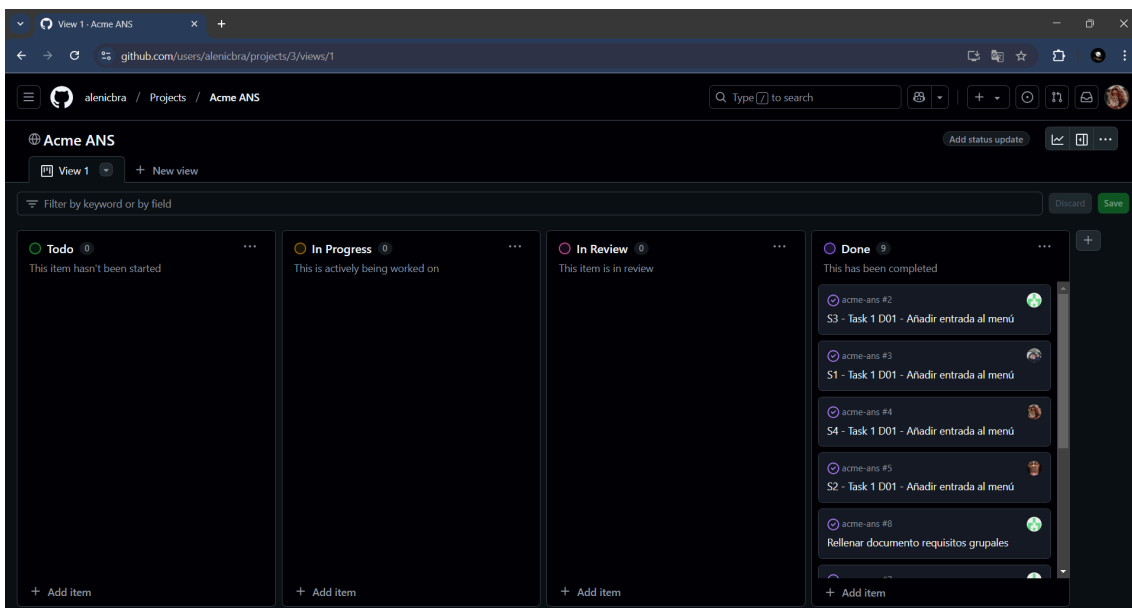 View 1 · Acme ANS
github.com/users/alenicbra/projects/3/views/1
alenicbra / Projects / Acme ANS
Type / to search
Acme ANS
Add status update
View 1
New view
Filter by keyword or by field
Discard
Save
Todo 0
This item hasn't been started
In Progress 0
This is actively being worked on
In Review 0
This item is in review
Done 9
This has been completed
acme-ans #2
S3 - Task 1 D01 - Añadir entrada al menú
acme-ans #3
S1 - Task 1 D01 - Añadir entrada al menú
acme-ans #4
S4 - Task 1 D01 - Añadir entrada al menú
acme-ans #5
S2 - Task 1 D01 - Añadir entrada al menú
acme-ans #8
Rellenar documento requisitos grupales
+ Add item
+ Add item
+ Add item
+ Add item